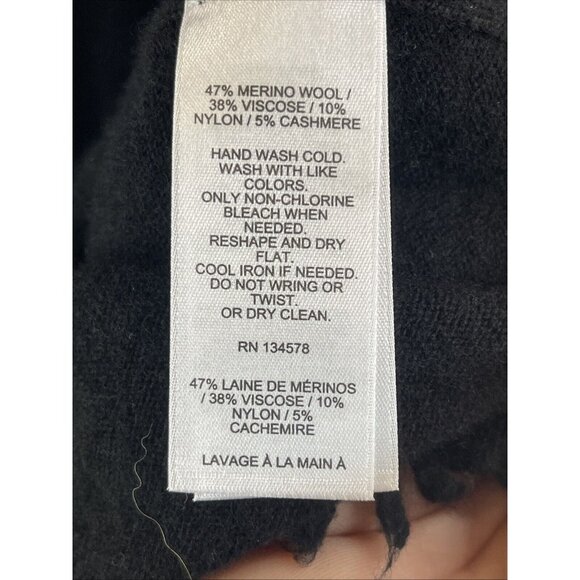 47% MERINO WOOL /
38% VISCOSE / 10%
NYLON / 5% CASHMERE
HAND WASH COLD.
WASH WITH LIKE
COLORS.
ONLY NON-CHLORINE
BLEACH WHEN
NEEDED.
RESHAPE AND DRY
FLAT.
COOL IRON IF NEEDED.
DO NOT WRING OR
TWIST.
OR DRY CLEAN.
RN 134578
47% LAINE DE MÉRINOS
/ 38% VISCOSE / 10%
NYLON / 5%
CACHEMIRE
LAVAGE À LA MAIN À